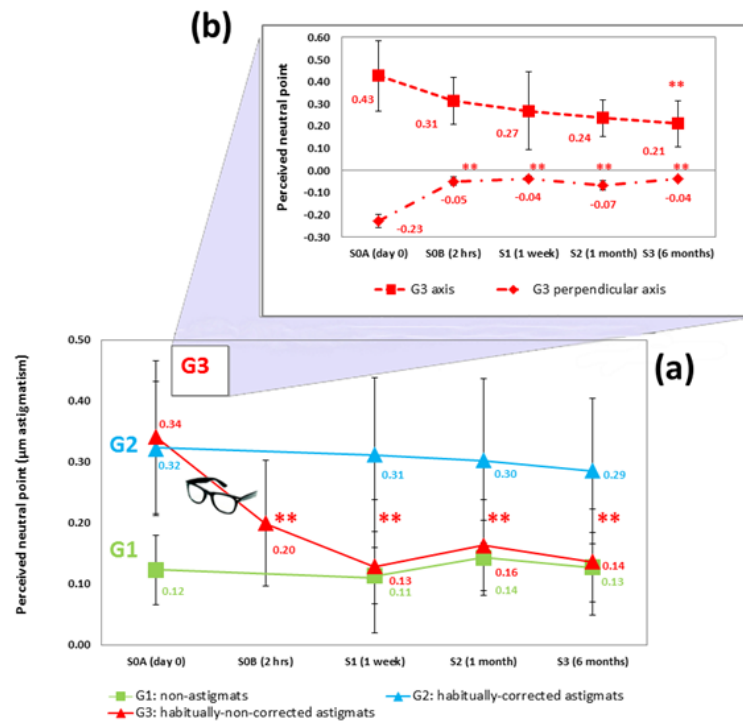 (b)
Perceived neutral point
0.60
0.50
0.40
0.30
0.20
0.10
0.00
-0.10
-0.20
-0.30
0.43
0.31
0.27
0.24
0.21
**
** ** ** **
-0.23
-0.05
-0.04
-0.07
-0.04
S0A (day 0) S0B (2 hrs) S1 (1 week) S2 (1 month) S3 (6 months)
G3 axis G3 perpendicular axis
(a)
Perceived neutral point (μm astigmatism)
0.50
0.40
0.30
0.20
0.10
0.00
G3
G2
G1
0.34
0.32
0.31
0.30
0.29
** ** ** **
0.20
0.13
0.16
0.14
0.12
0.11
0.14
0.13
S0A (day 0) S0B (2 hrs) S1 (1 week) S2 (1 month) S3 (6 months)
G1: non-astigmats G2: habitually-corrected astigmats
G3: habitually-non-corrected astigmats